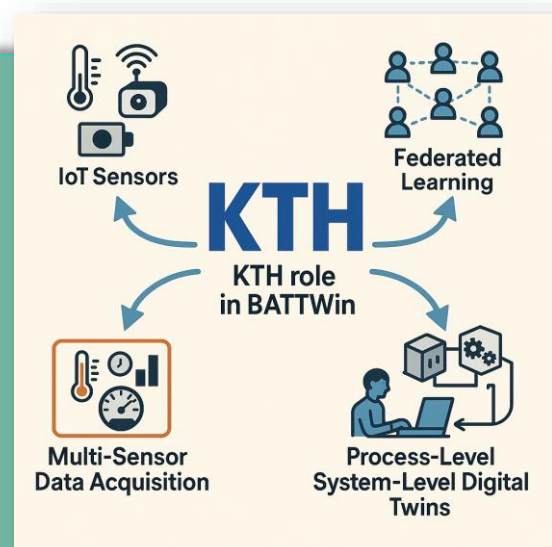 IoT Sensors
Federated
Learning
KTH
KTH role
in BATTWin
Multi-Sensor
Data Acquisition
Process-Level
System-Level Digital
Twins